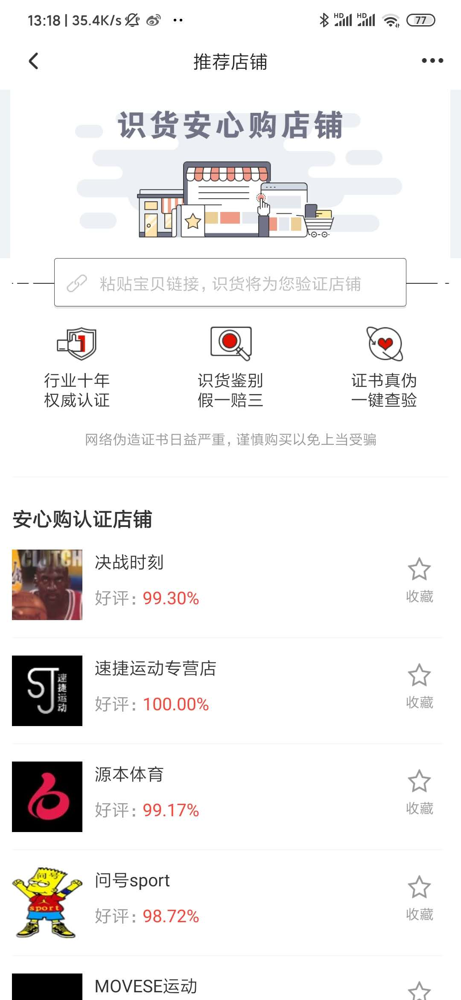 13:18 | 35.4K/s
HD HD 77
推荐店铺
识货安心购店铺
粘贴宝贝链接,识货将为您验证店铺
1
行业十年
权威认证
识货鉴别
假一赔三
证书真伪
一键查验
网络伪造证书日益严重,谨慎购买以免上当受骗
安心购认证店铺
CLUTCH
决战时刻
好评: 99.30%
收藏
SJ
速捷运动
速捷运动专营店
好评: 100.00%
收藏
源本体育
好评: 99.17%
收藏
问号
sport
问号sport
好评: 98.72%
收藏
MOVESE运动